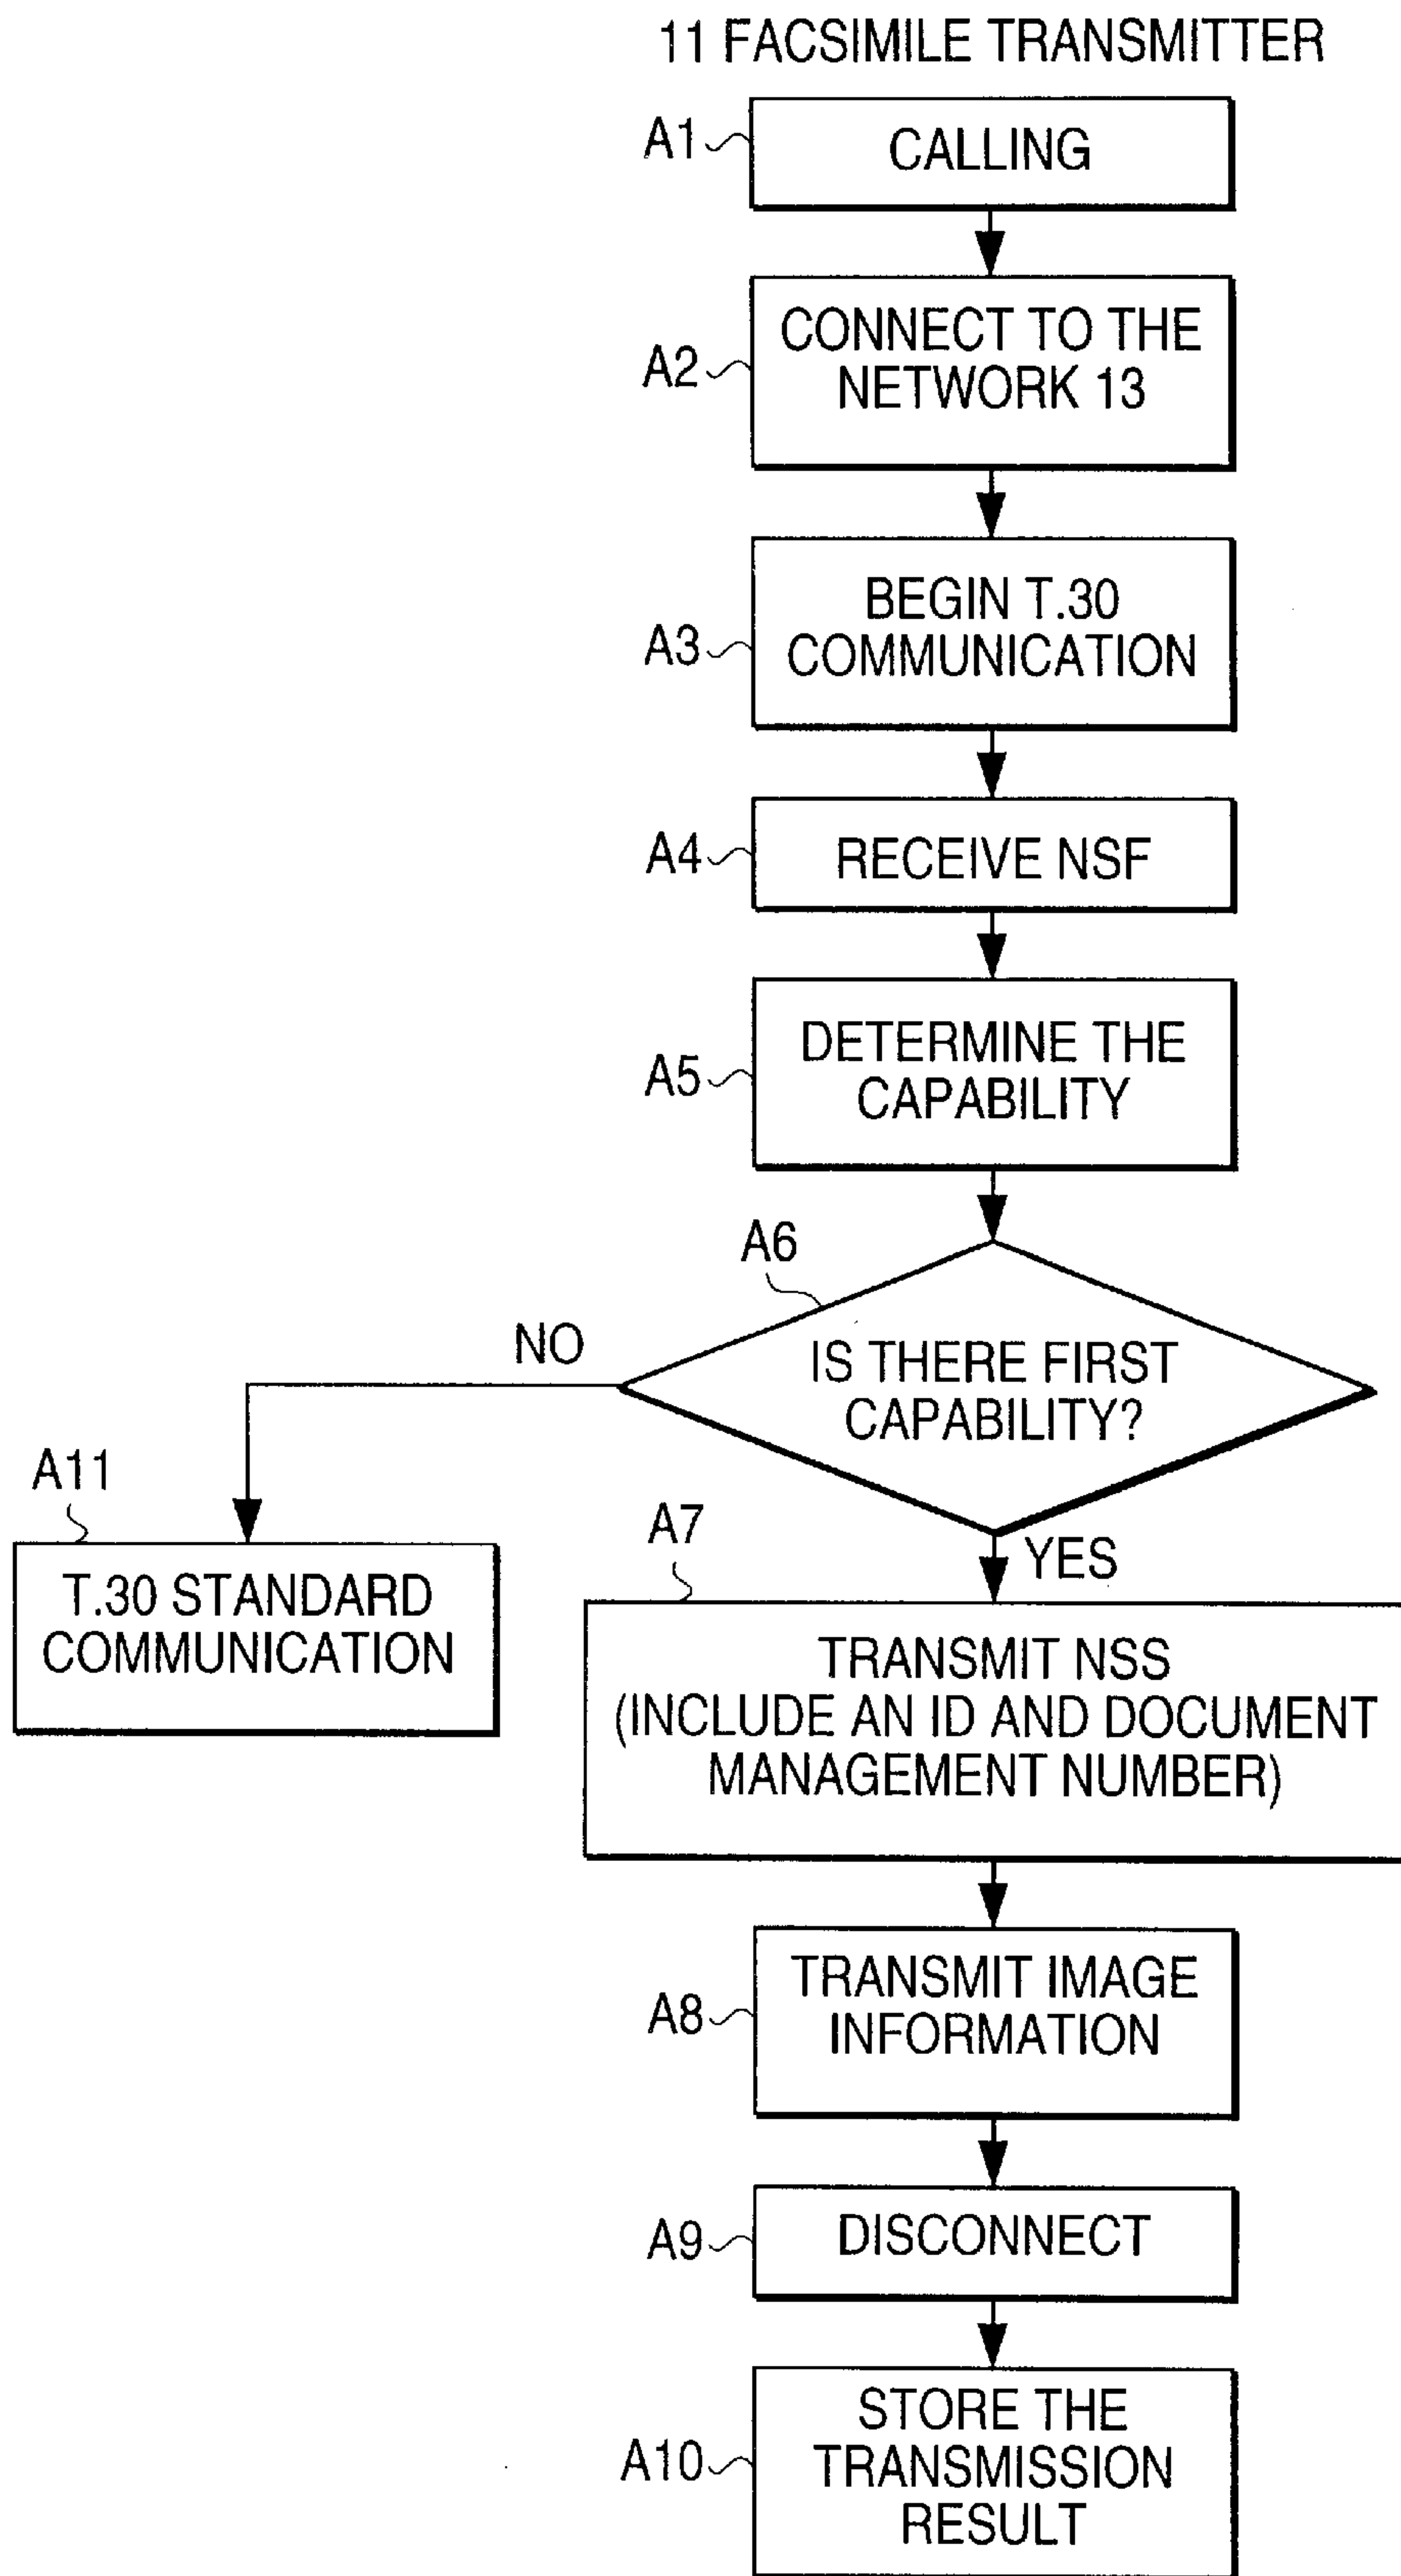 11 FACSIMILE TRANSMITTER
A1
CALLING
A2
CONNECT TO THE
NETWORK 13
A3
BEGIN T.30
COMMUNICATION
A4
RECEIVE NSF
A5
DETERMINE THE
CAPABILITY
A6
IS THERE FIRST
CAPABILITY?
NO
YES
A11
T.30 STANDARD
COMMUNICATION
A7
TRANSMIT NSS
(INCLUDE AN ID AND DOCUMENT
MANAGEMENT NUMBER)
A8
TRANSMIT IMAGE
INFORMATION
A9
DISCONNECT
A10
STORE THE
TRANSMISSION
RESULT